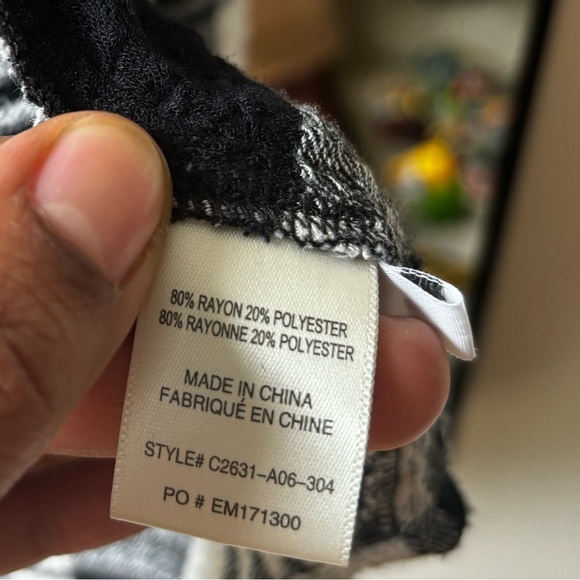 80% RAYON 20% POLYESTER
80% RAYONNE 20% POLYESTER
MADE IN CHINA
FABRIQUÉ EN CHINE
STYLE# C2631-A06-304
PO # EM171300